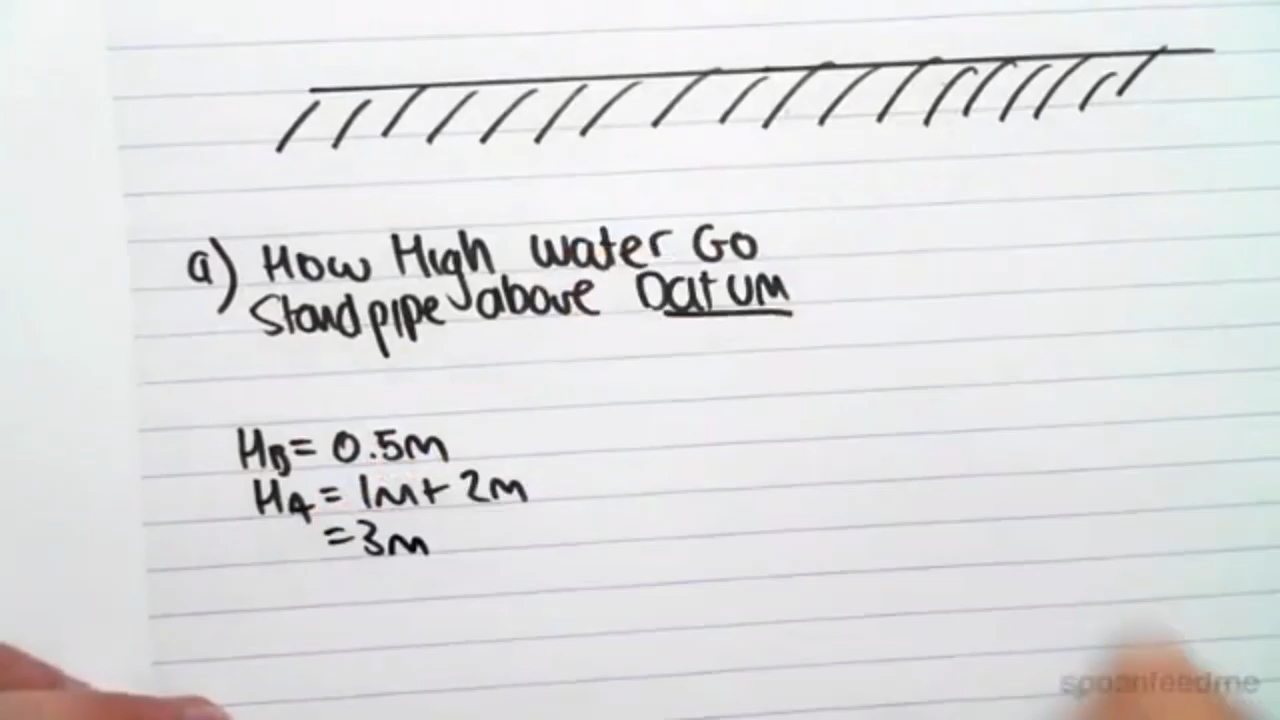 a) How High water Go
Standpipe above Datum
HB = 0.5m
HA = 1m + 2m
= 3m
spoonfeedme